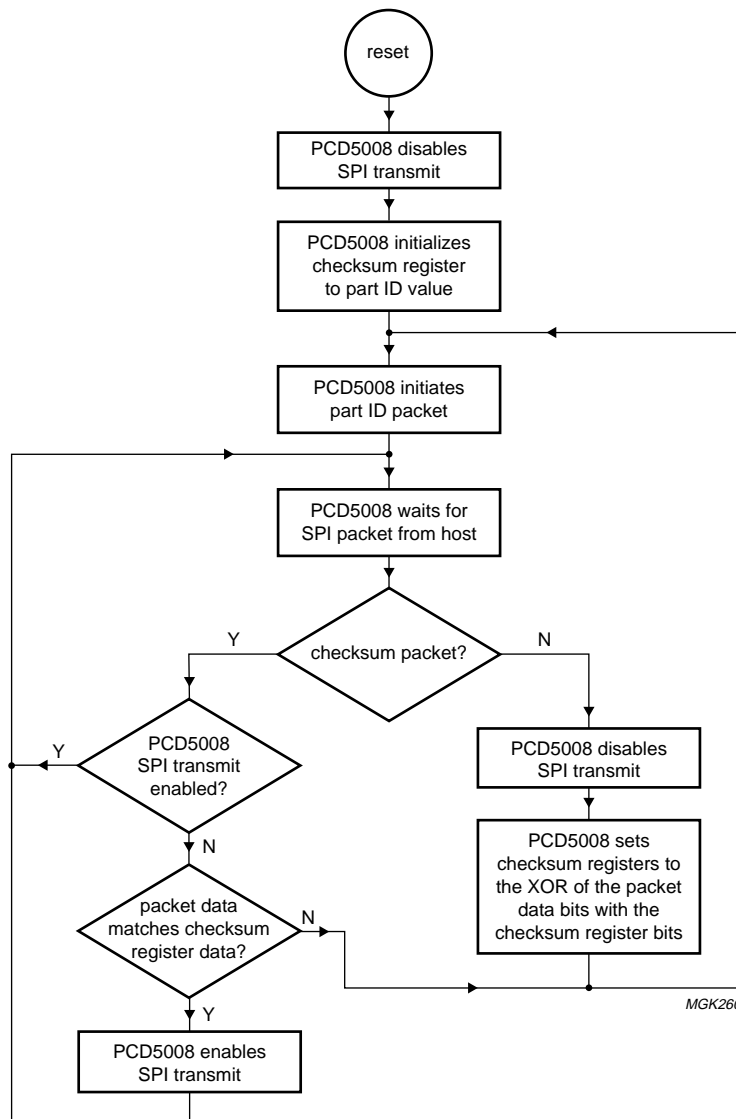 reset
PCD5008 disables
SPI transmit
PCD5008 initializes
checksum register
to part ID value
PCD5008 initiates
part ID packet
PCD5008 waits for
SPI packet from host
checksum packet?
Y
N
PCD5008
SPI transmit
enabled?
Y
N
PCD5008 disables
SPI transmit
PCD5008 sets
checksum registers to
the XOR of the packet
data bits with the
checksum register bits
packet data
matches checksum
register data?
N
Y
MGK260
PCD5008 enables
SPI transmit